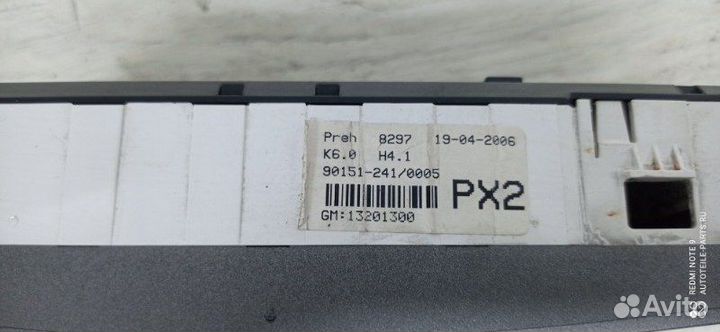 Preh 8297 19-04-2006
K6.0 H4.1
90151-241/0005
PX2
GM:13201300
REDMI NOTE 9
AUTOTEILE-PARTS.RU
Avito